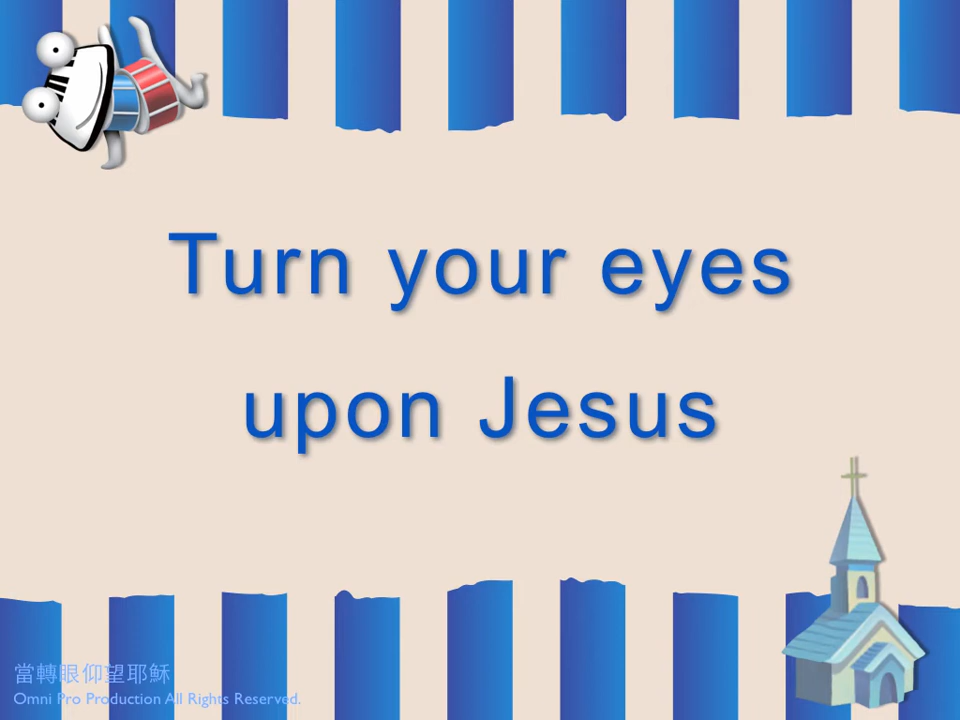 Turn your eyes
upon Jesus
當轉眼仰望耶穌
Omni Pro Production All Rights Reserved.